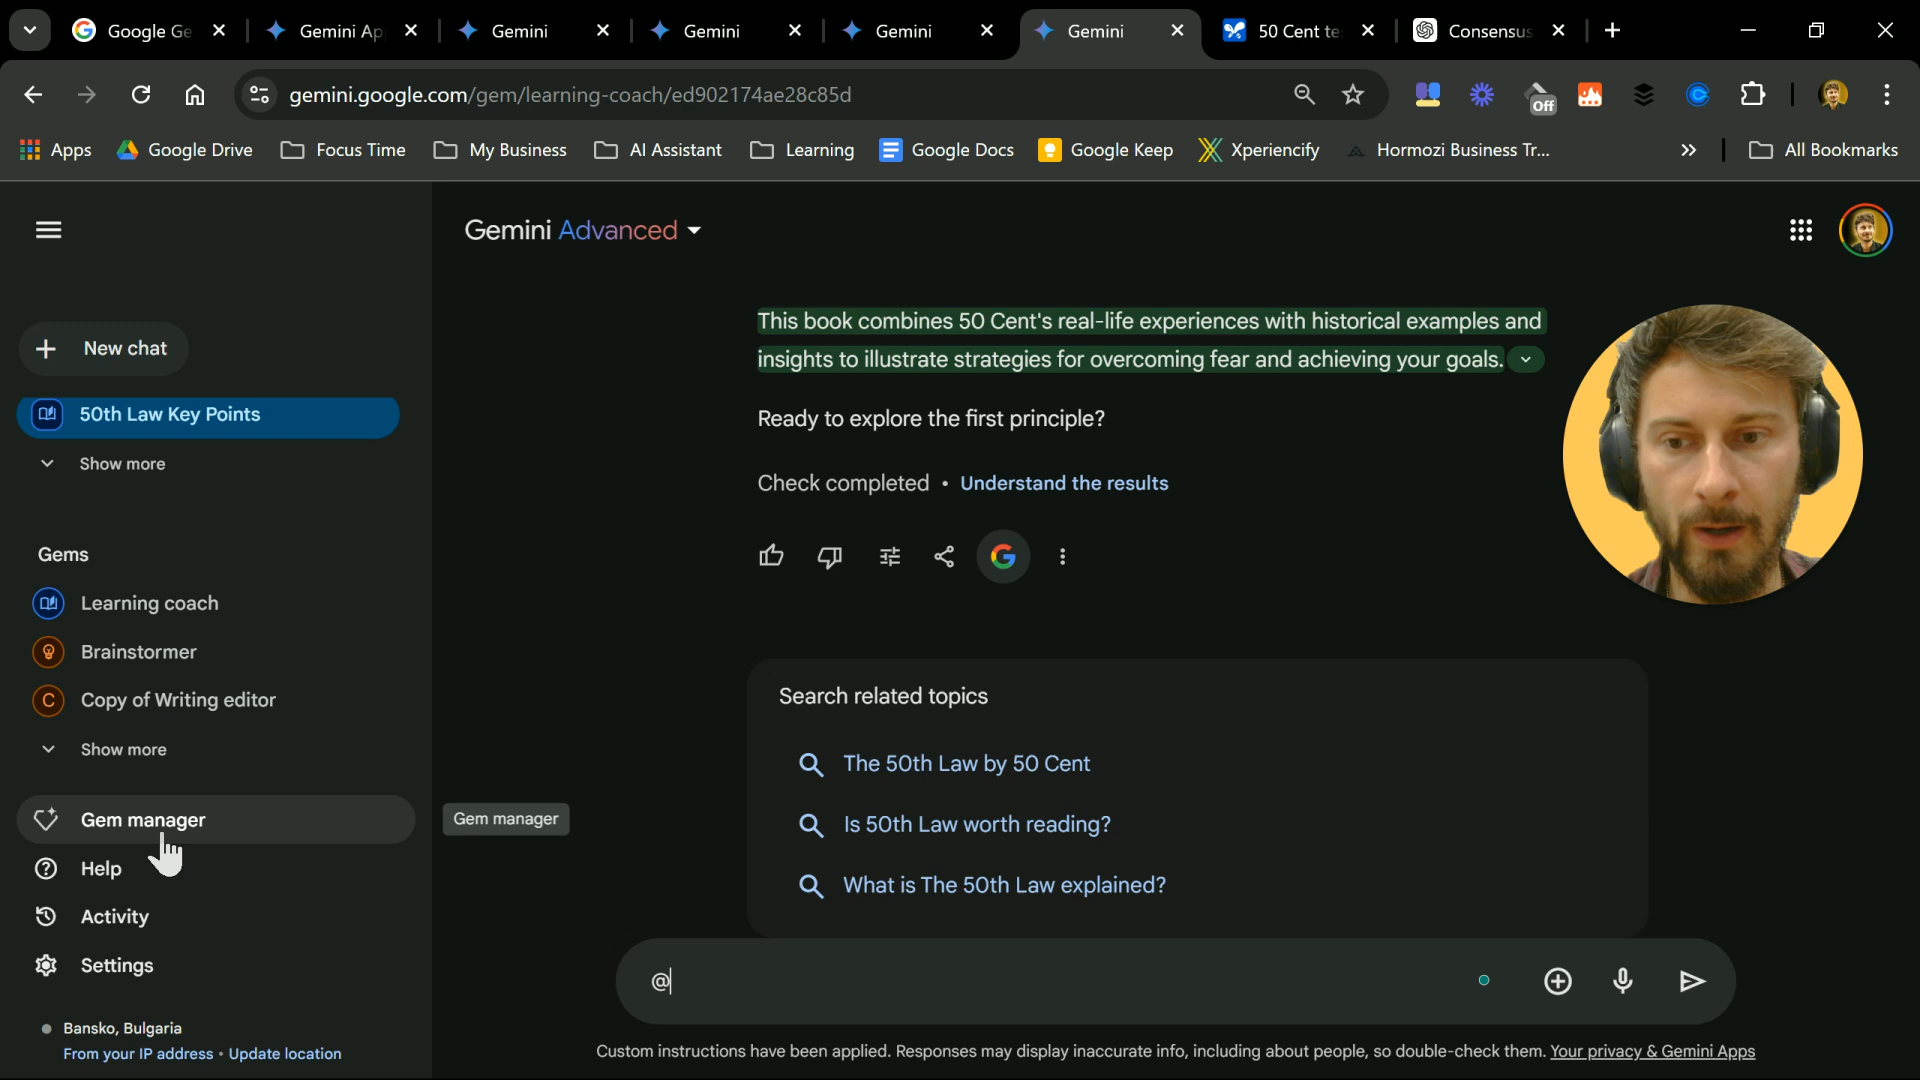 Google Ge
Gemini Ap
Gemini
Gemini
Gemini
Gemini
50 Cent te
Consensus
gemini.google.com/gem/learning-coach/ed902174ae28c85d
Off
Apps
Google Drive
Focus Time
My Business
AI Assistant
Learning
Google Docs
Google Keep
Xperiencify
Hormozi Business Tr...
All Bookmarks
Gemini Advanced
New chat
50th Law Key Points
Show more
Gems
Learning coach
Brainstormer
C
Copy of Writing editor
Show more
Gem manager
Gem manager
Help
Activity
Settings
Bansko, Bulgaria
From your IP address • Update location
This book combines 50 Cent's real-life experiences with historical examples and
insights to illustrate strategies for overcoming fear and achieving your goals.
Ready to explore the first principle?
Check completed • Understand the results
Search related topics
The 50th Law by 50 Cent
Is 50th Law worth reading?
What is The 50th Law explained?
@
Custom instructions have been applied. Responses may display inaccurate info, including about people, so double-check them. Your privacy & Gemini Apps